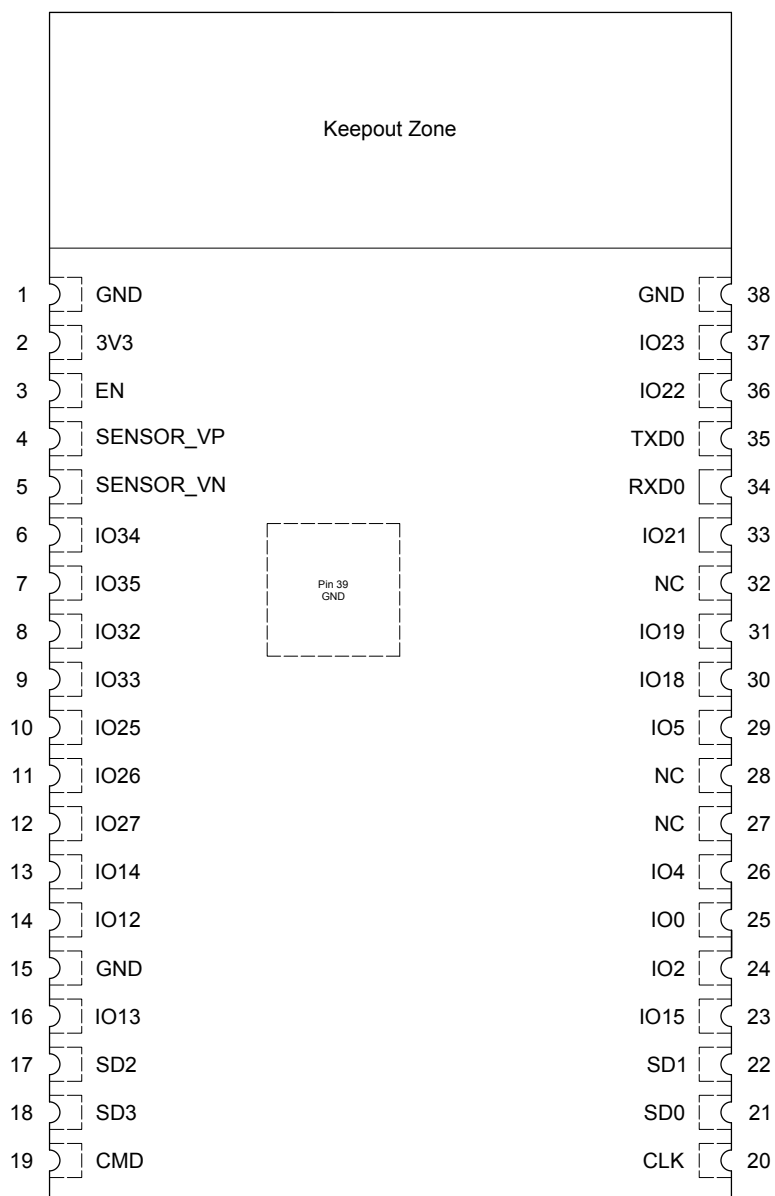 Keepout Zone
1 GND GND 38
2 3V3 IO23 37
3 EN IO22 36
4 SENSOR_VP TXD0 35
5 SENSOR_VN RXD0 34
6 IO34 IO21 33
7 IO35 Pin 39 NC 32
GND
8 IO32 IO19 31
9 IO33 IO18 30
10 IO25 IO5 29
11 IO26 NC 28
12 IO27 NC 27
13 IO14 IO4 26
14 IO12 IO0 25
15 GND IO2 24
16 IO13 IO15 23
17 SD2 SD1 22
18 SD3 SD0 21
19 CMD CLK 20